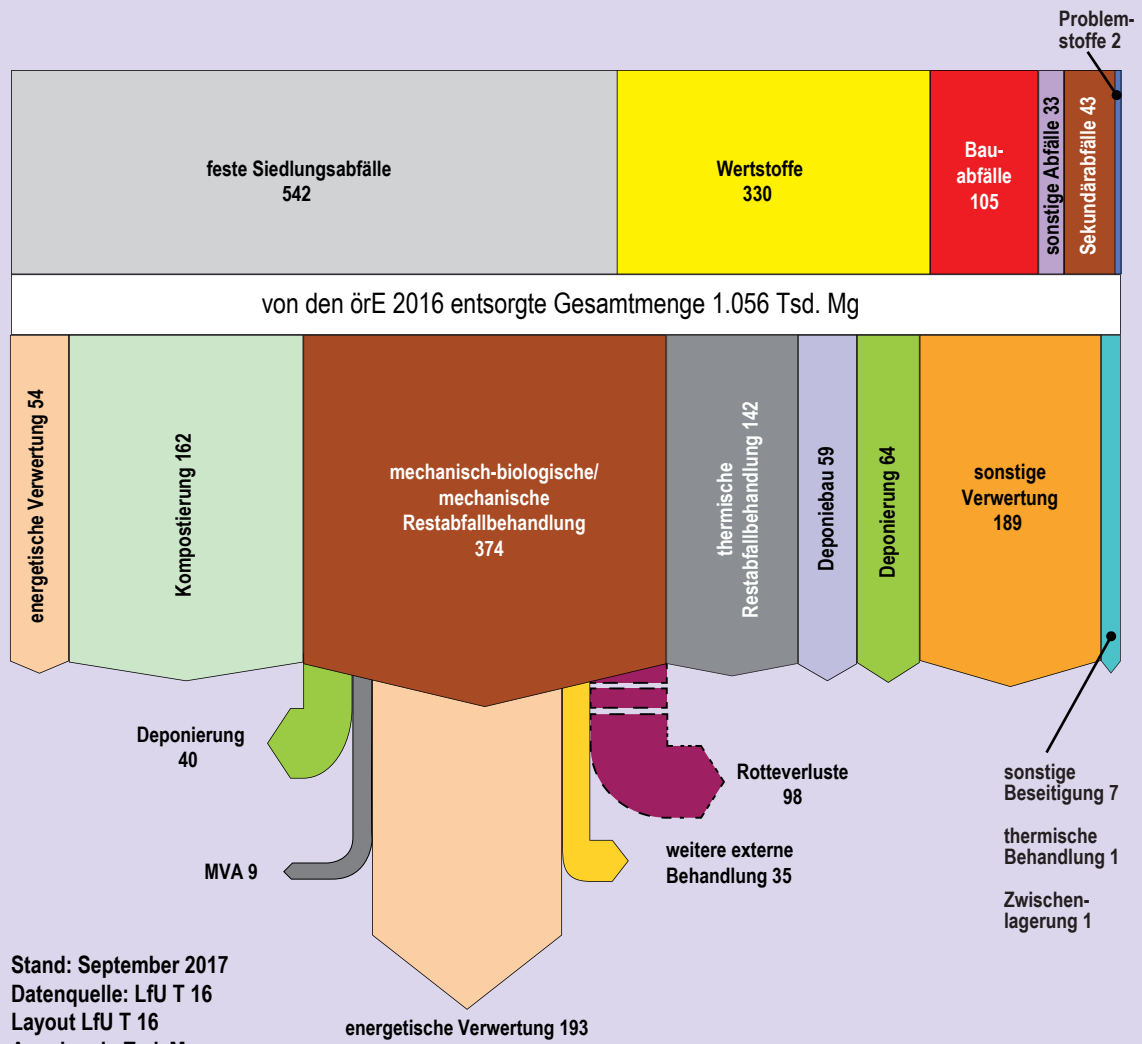 Problem-
stoffe 2
feste Siedlungsabfälle
542
Wertstoffe
330
Bau-
abfälle
105
sonstige Abfälle 33
Sekundärabfälle 43
von den örE 2016 entsorgte Gesamtmenge 1.056 Tsd. Mg
energetische Verwertung 54
Kompostierung 162
mechanisch-biologische/
mechanische
Restabfallbehandlung
374
thermische
Restabfallbehandlung 142
Deponiebau 59
Deponierung 64
sonstige
Verwertung
189
Deponierung
40
MVA 9
energetische Verwertung 193
weitere externe
Behandlung 35
Rotteverluste
98
sonstige
Beseitigung 7
thermische
Behandlung 1
Zwischen-
lagerung 1
Stand: September 2017
Datenquelle: LfU T 16
Layout LfU T 16